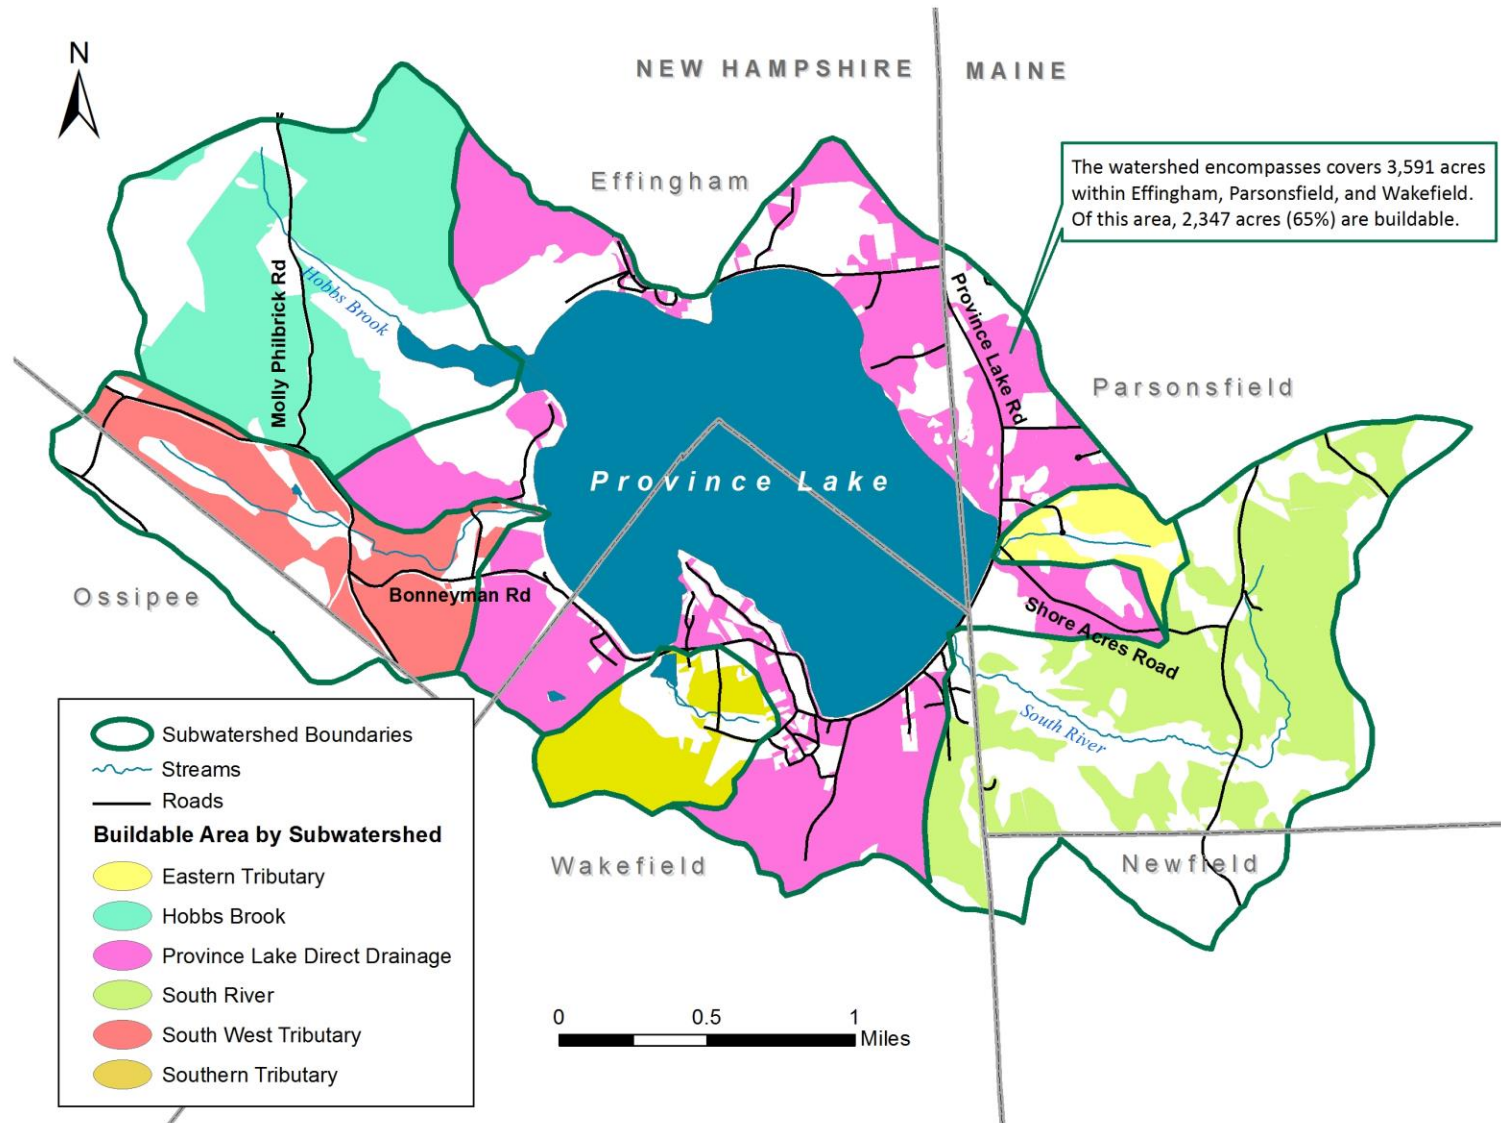 N
NEW HAMPSHIRE
MAINE
Effingham
The watershed encompasses covers 3,591 acres
within Effingham, Parsonsfield, and Wakefield.
Of this area, 2,347 acres (65%) are buildable.
Molly Philbrick Rd
Hobbs Brook
Province Lake Rd
Parsonsfield
Province Lake
Ossipee
Bonneyman Rd
Shore Acres Road
South River
Wakefield
Newfield
Subwatershed Boundaries
Streams
Roads
Buildable Area by Subwatershed
Eastern Tributary
Hobbs Brook
Province Lake Direct Drainage
South River
South West Tributary
Southern Tributary
0 0.5 1
Miles